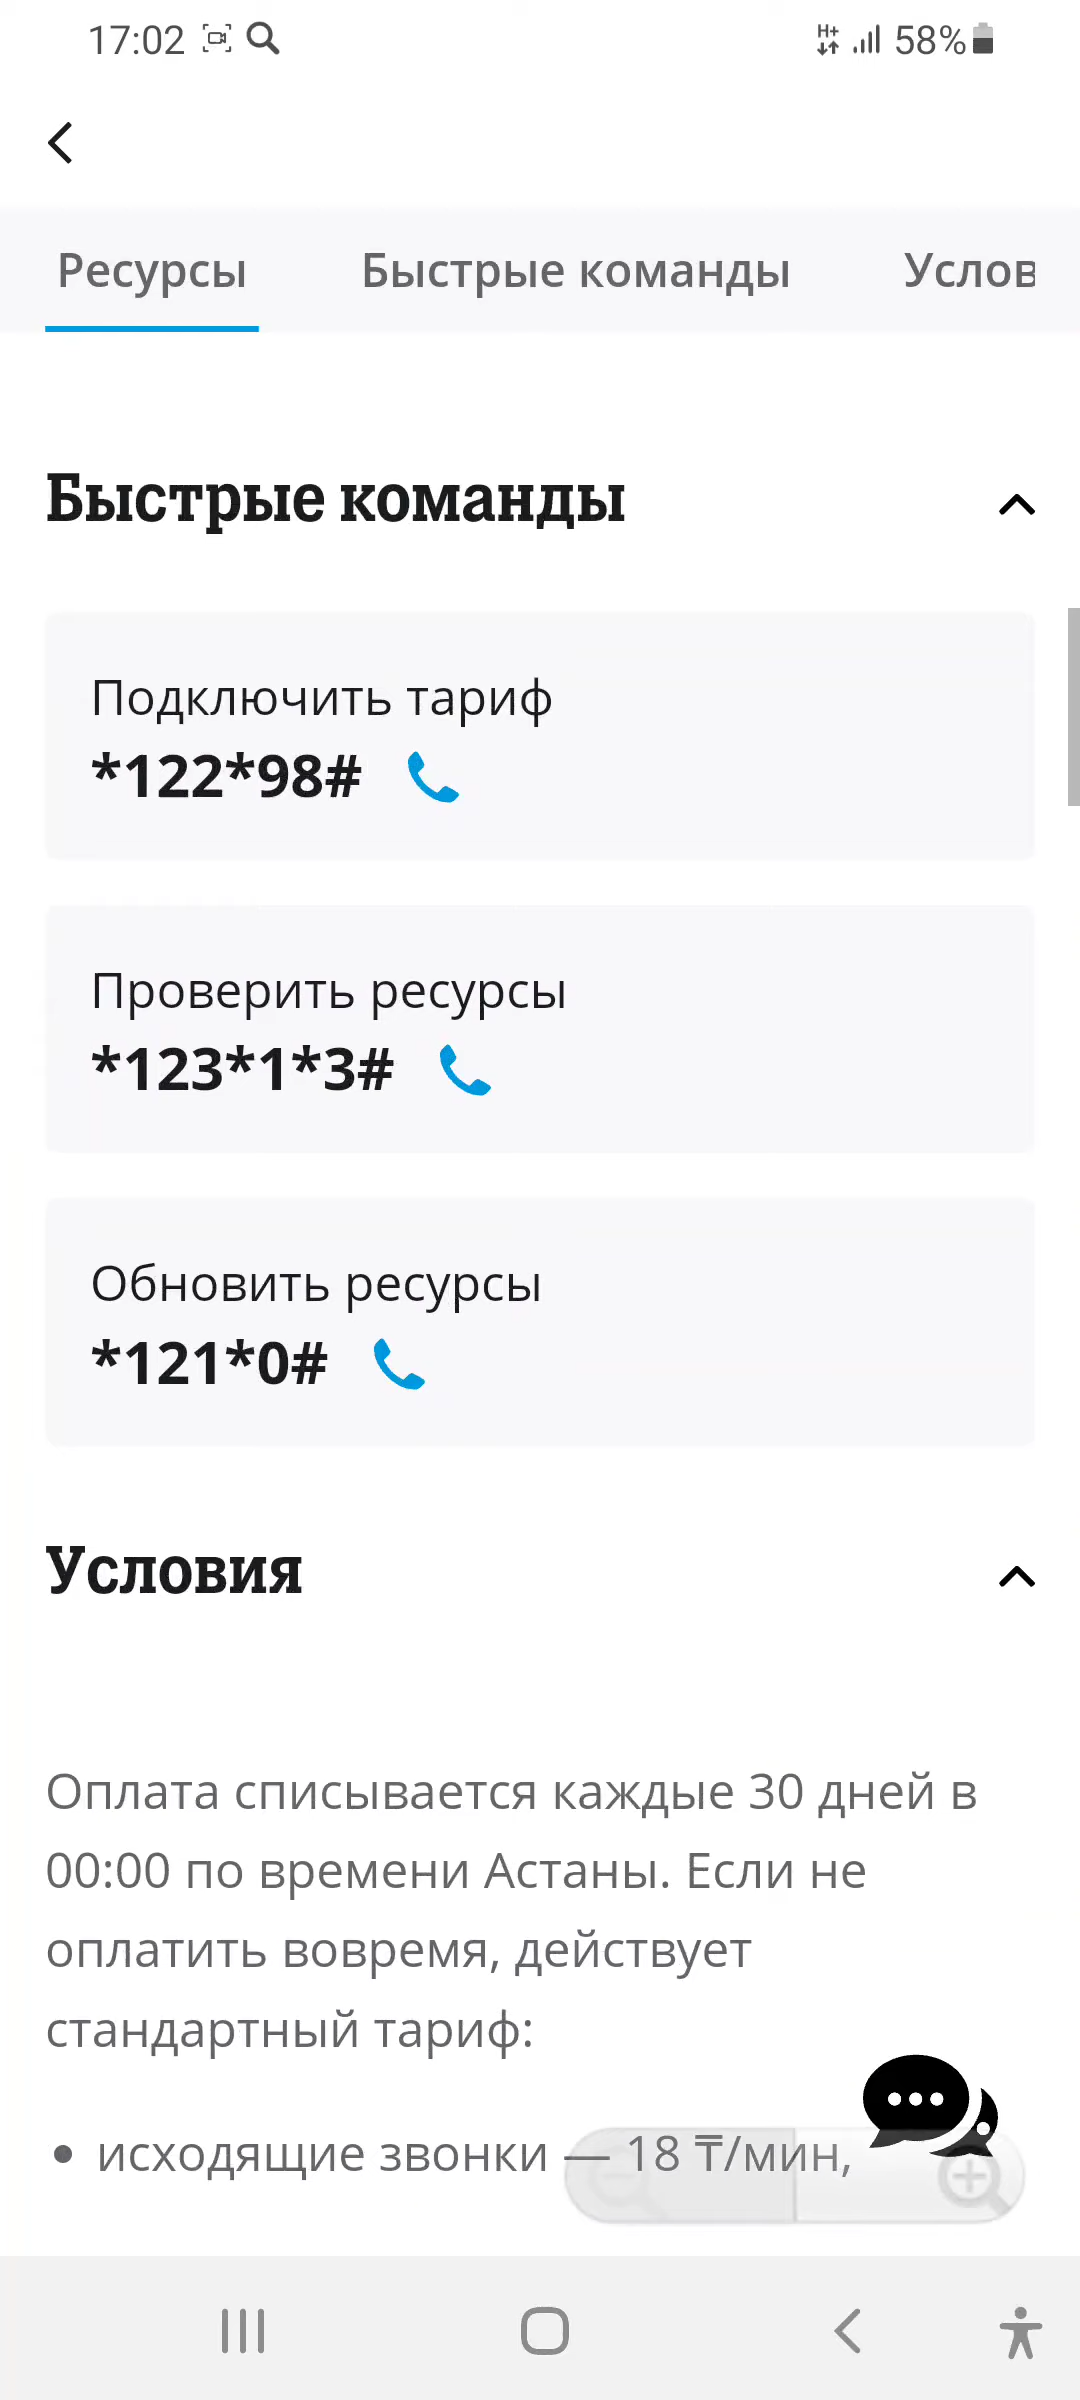 17:02
H+
58%
Ресурсы
Быстрые команды
Услов
Быстрые команды
Подключить тариф
*122*98#
Проверить ресурсы
*123*1*3#
Обновить ресурсы
*121*0#
Условия
Оплата списывается каждые 30 дней в
00:00 по времени Астаны. Если не
оплатить вовремя, действует
стандартный тариф:
• исходящие звонки — 18 ₸/мин,